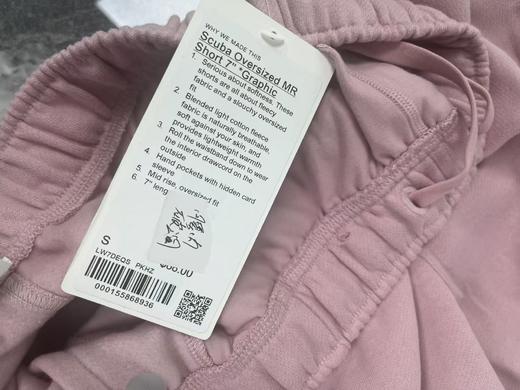 WHY WE MADE THIS
Scuba Oversized MR
Short 7" *Graphic
1. Serious about softness. These
shorts are all about fleecy
fabric and a slouchy oversized
fit
2. Blended light cotton fleece
fabric is naturally breathable,
soft against your skin, and
provides lightweight warmth
3. Roll the waistband down to wear
the interior drawcord on the
outside
4. Hand pockets with hidden card
sleeve
5. Mid rise, oversized fit
6. 7" leng
S
LW7DEQS PKHZ
$68.00
000155868936